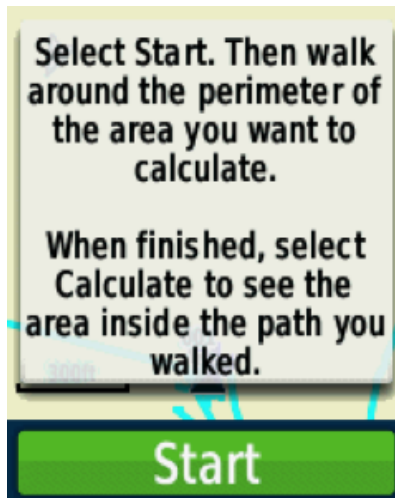 Select Start. Then walk
around the perimeter of
the area you want to
calculate.
When finished, select
Calculate to see the
area inside the path you
walked.
300ft
Start